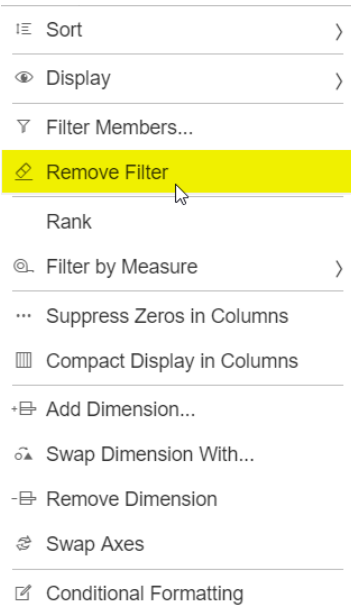 Sort
Display
Filter Members...
Remove Filter
Rank
Filter by Measure
Suppress Zeros in Columns
Compact Display in Columns
Add Dimension...
Swap Dimension With...
Remove Dimension
Swap Axes
Conditional Formatting